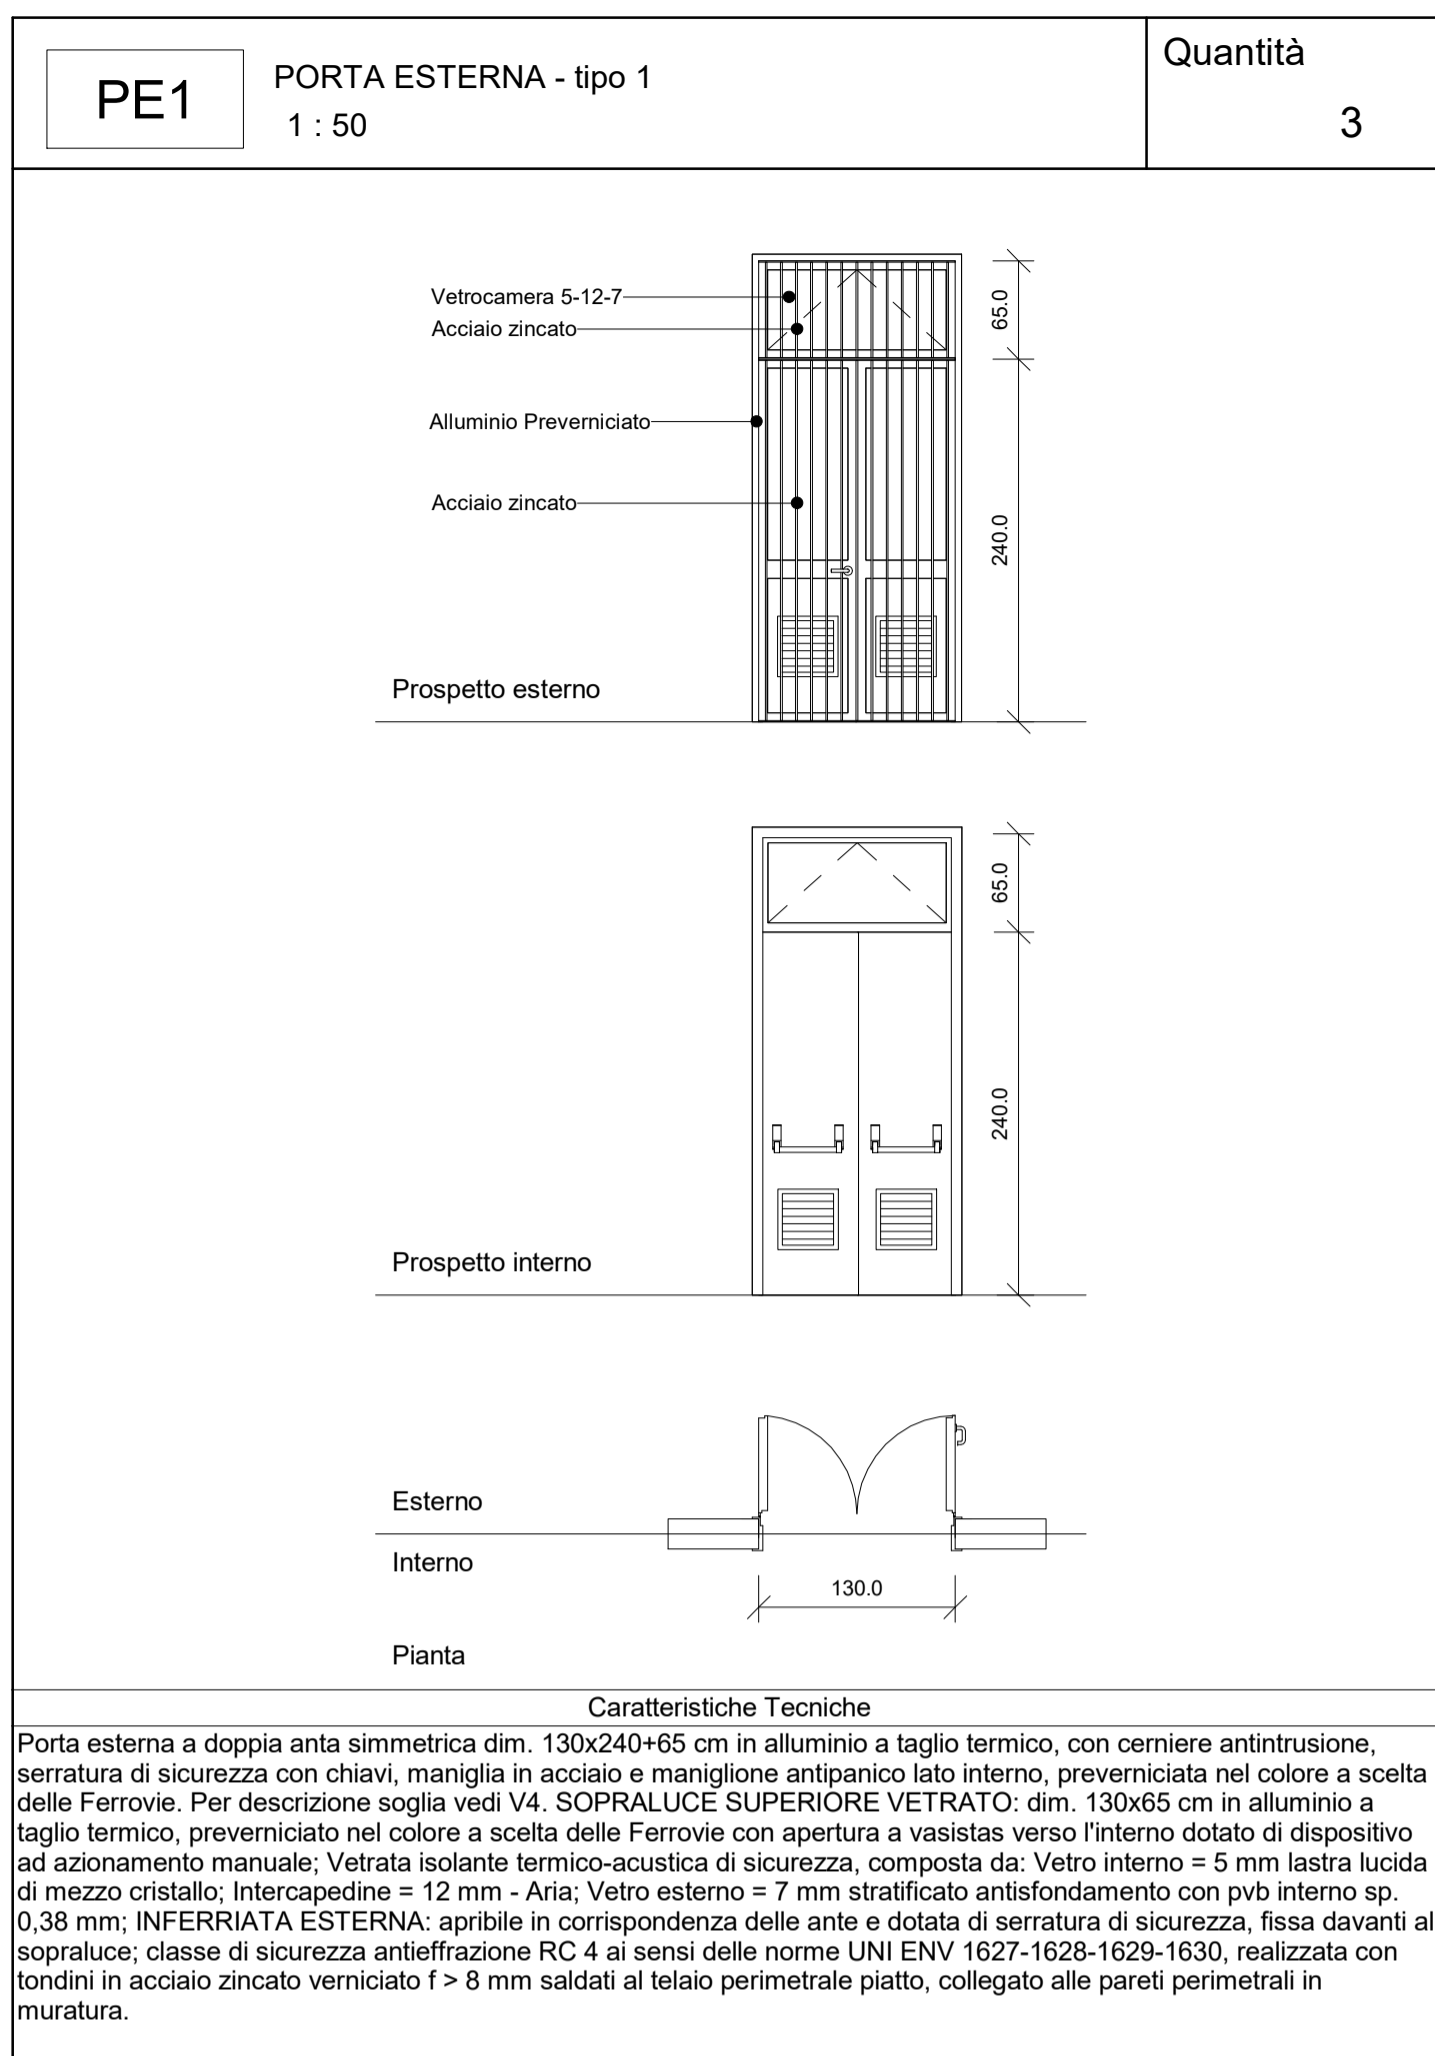 PE1
PORTA ESTERNA - tipo 1
1 : 50
Quantità
3
Vetrocamera 5-12-7
Acciaio zincato
Alluminio Preverniciato
Acciaio zincato
65.0
240.0
Prospetto esterno
65.0
240.0
Prospetto interno
Esterno
Interno
130.0
Pianta
Caratteristiche Tecniche
Porta esterna a doppia anta simmetrica dim. 130x240+65 cm in alluminio a taglio termico, con cerniere antintrusione,
serratura di sicurezza con chiavi, maniglia in acciaio e maniglione antipanico lato interno, preverniciata nel colore a scelta
delle Ferrovie. Per descrizione soglia vedi V4. SOPRALUCE SUPERIORE VETRATO: dim. 130x65 cm in alluminio a
taglio termico, preverniciato nel colore a scelta delle Ferrovie con apertura a vasistas verso l'interno dotato di dispositivo
ad azionamento manuale; Vetrata isolante termico-acustica di sicurezza, composta da: Vetro interno = 5 mm lastra lucida
di mezzo cristallo; Intercapedine = 12 mm - Aria; Vetro esterno = 7 mm stratificato antisfondamento con pvb interno sp.
0,38 mm; INFERRIATA ESTERNA: apribile in corrispondenza delle ante e dotata di serratura di sicurezza, fissa davanti al
sopraluce; classe di sicurezza antieffrazione RC 4 ai sensi delle norme UNI ENV 1627-1628-1629-1630, realizzata con
tondini in acciaio zincato verniciato f > 8 mm saldati al telaio perimetrale piatto, collegato alle pareti perimetrali in
muratura.